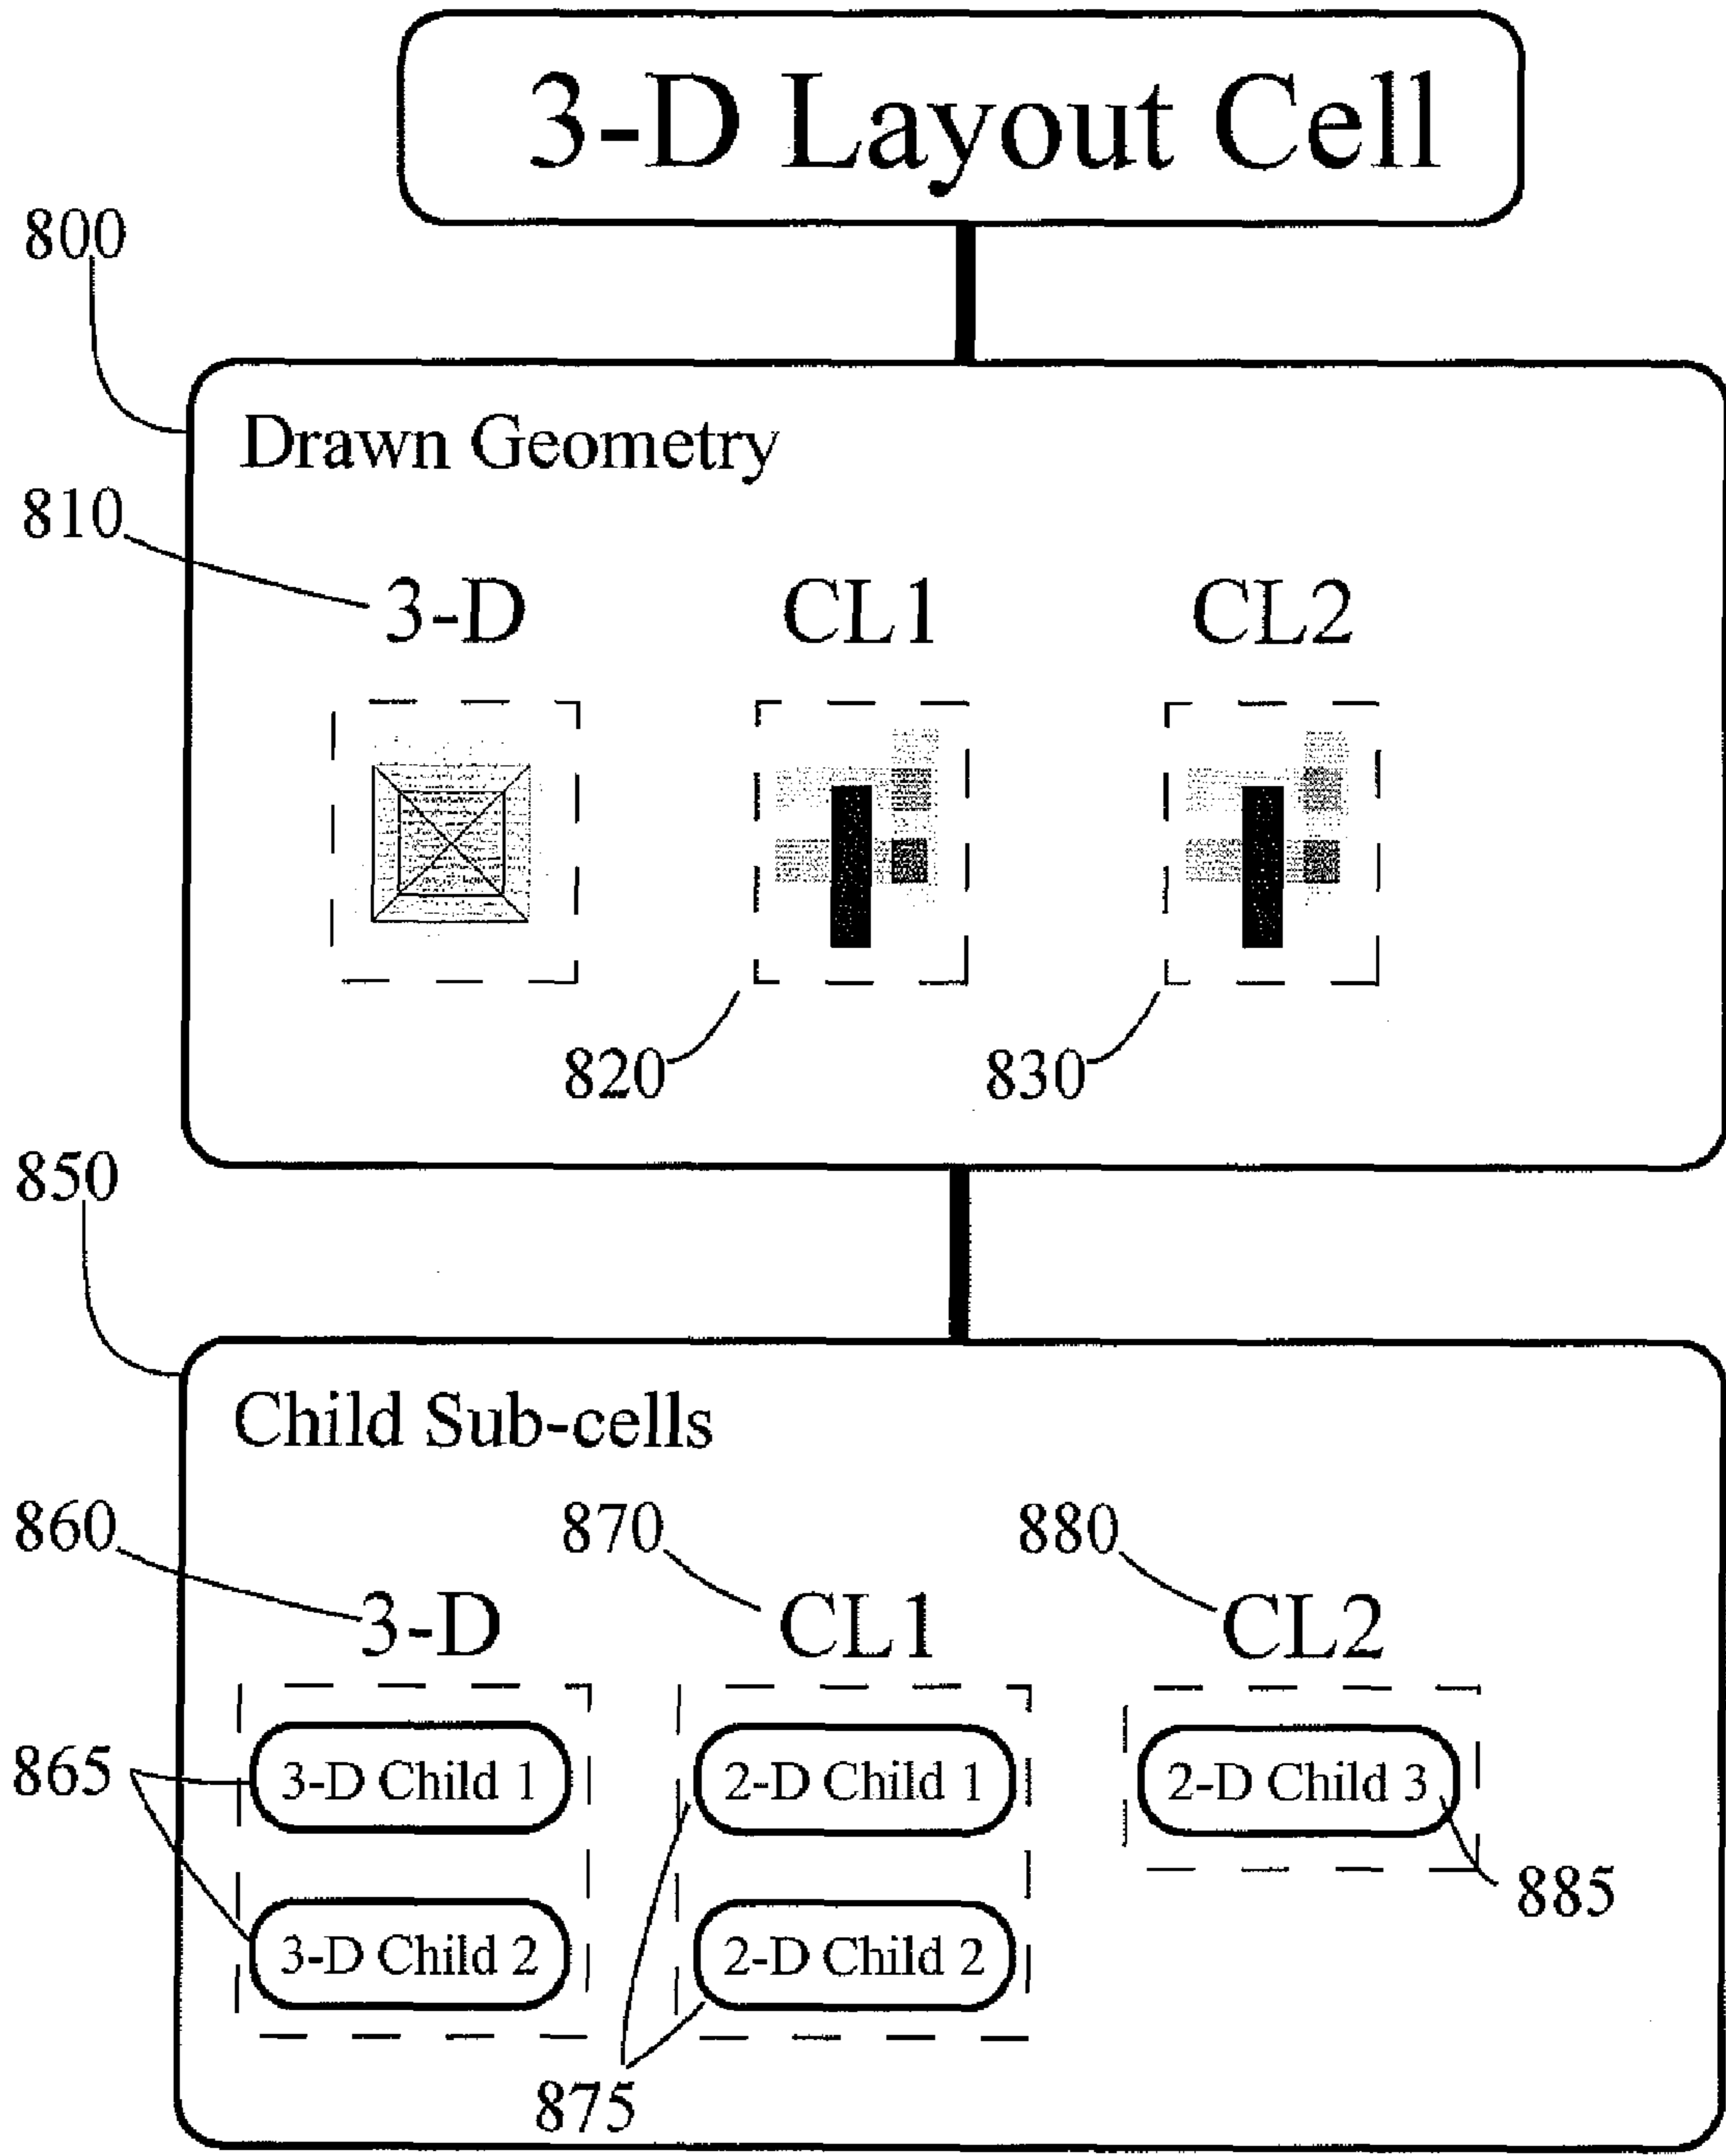 3-D Layout Cell
800
Drawn Geometry
810
3-D CL1 CL2
820 830
850
Child Sub-cells
860 870 880
3-D CL1 CL2
865 3-D Child 1 2-D Child 1 2-D Child 3
885
3-D Child 2 2-D Child 2
875